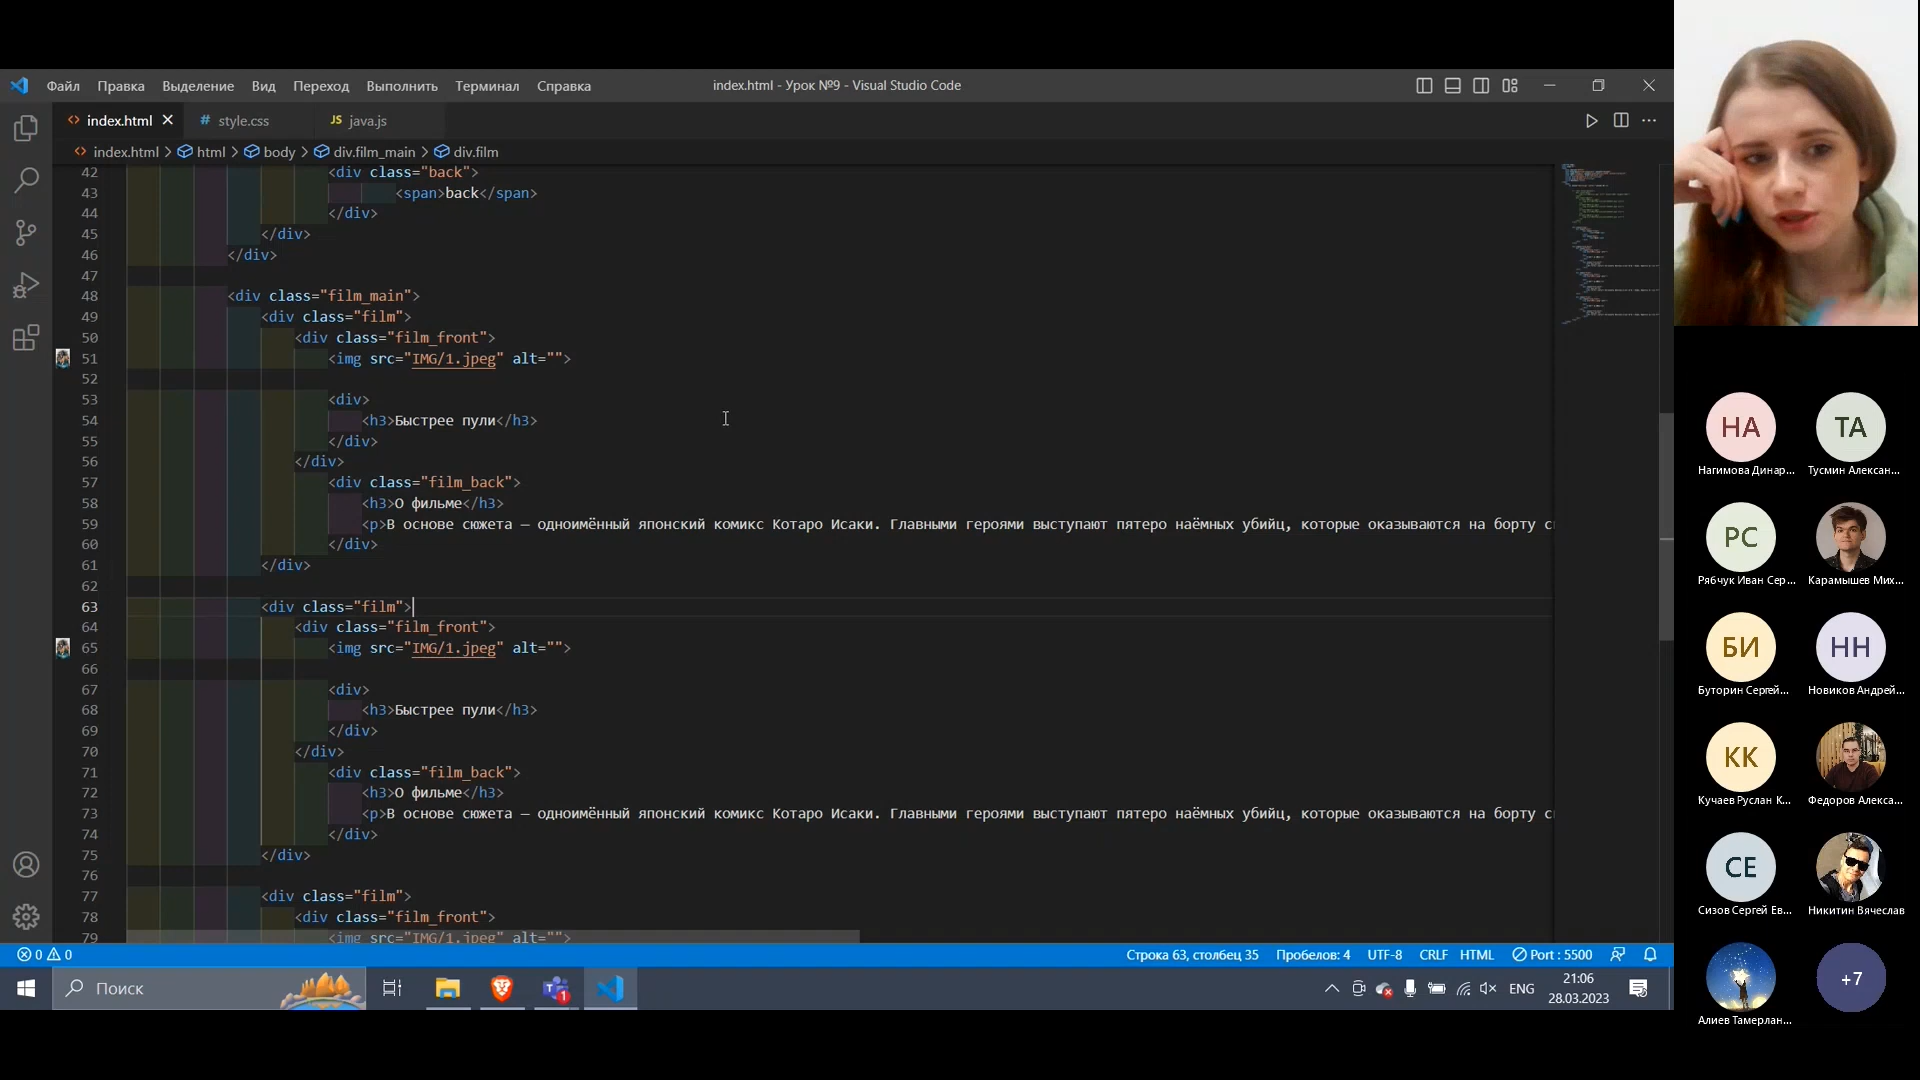 Файл Правка Выделение Вид Переход Выполнить Терминал Справка index.html - Урок №9 - Visual Studio Code
index.html style.css JS java.js
index.html > html > body > div.film_main > div.film
42 <div class="back">
43 <span>back</span>
44 </div>
45 </div>
46 </div>
47
48 <div class="film_main">
49 <div class="film">
50 <div class="film_front">
51 <img src="IMG/1.jpeg" alt="">
52
53 <div>
54 <h3>Быстрее пули</h3>
55 </div>
56 </div>
57 <div class="film_back">
58 <h3>О фильме</h3>
59 <p>В основе сюжета — одноимённый японский комикс Котаро Исаки. Главными героями выступают пятеро наёмных убийц, которые оказываются на борту
60 </div>
61 </div>
62
63 <div class="film">
64 <div class="film_front">
65 <img src="IMG/1.jpeg" alt="">
66
67 <div>
68 <h3>Быстрее пули</h3>
69 </div>
70 </div>
71 <div class="film_back">
72 <h3>О фильме</h3>
73 <p>В основе сюжета — одноимённый японский комикс Котаро Исаки. Главными героями выступают пятеро наёмных убийц, которые оказываются на борту
74 </div>
75 </div>
76
77 <div class="film">
78 <div class="film_front">
79 <img src="IMG/1.jpeg" alt="">
0 0 Строка 63, столбец 35 Пробелов: 4 UTF-8 CRLF HTML Port : 5500
Поиск 1 ENG 21:06
28.03.2023
НА ТА
Нагимова Динар... Тусмин Алексан...
РС
Рябчук Иван Сер... Карамышев Мих...
БИ НН
Буторин Сергей... Новиков Андрей...
КК
Кучаев Руслан К... Федоров Алекса...
СЕ
Сизов Сергей Ев... Никитин Вячеслав
+7
Алиев Тамерлан...